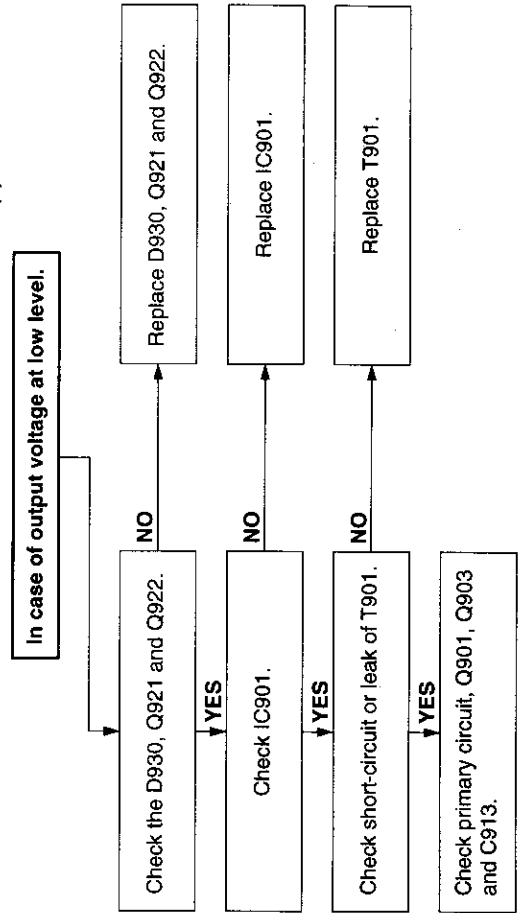 In case of output voltage at low level.
Check the D930, Q921 and Q922.
NO
Replace D930, Q921 and Q922.
YES
Check IC901.
NO
Replace IC901.
YES
Check short-circuit or leak of T901.
NO
Replace T901.
YES
Check primary circuit, Q901, Q903
and C913.